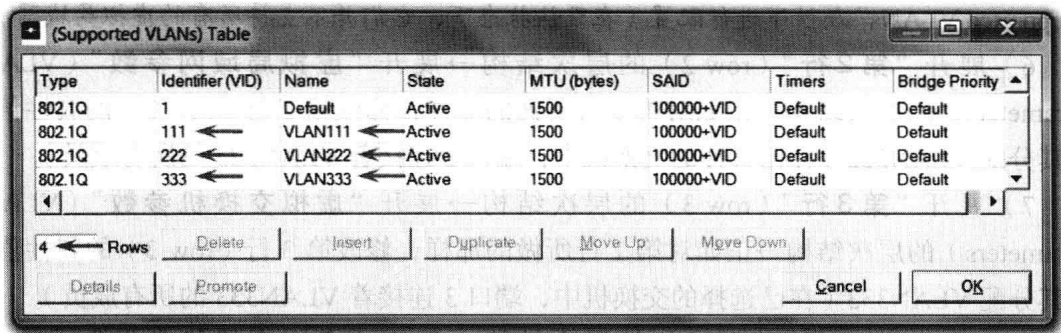 (Supported VLANs) Table
Type Identifier (VID) Name State MTU (bytes) SAID Timers Bridge Priority
802.1Q 1 Default Active 1500 100000+VID Default Default
802.1Q 111 VLAN111 Active 1500 100000+VID Default Default
802.1Q 222 VLAN222 Active 1500 100000+VID Default Default
802.1Q 333 VLAN333 Active 1500 100000+VID Default Default
4 Rows Delete Insert Duplicate Move Up Move Down
Details Promote Cancel OK